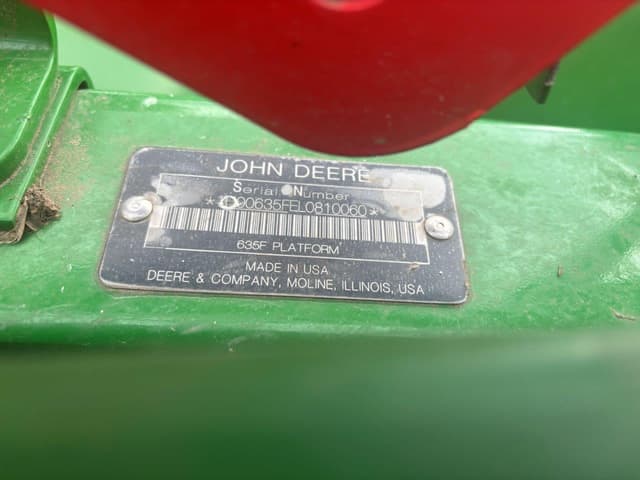 JOHN DEERE
Serial Number
*1H00635FEL0810060*
635F PLATFORM
MADE IN USA
DEERE & COMPANY, MOLINE, ILLINOIS, USA